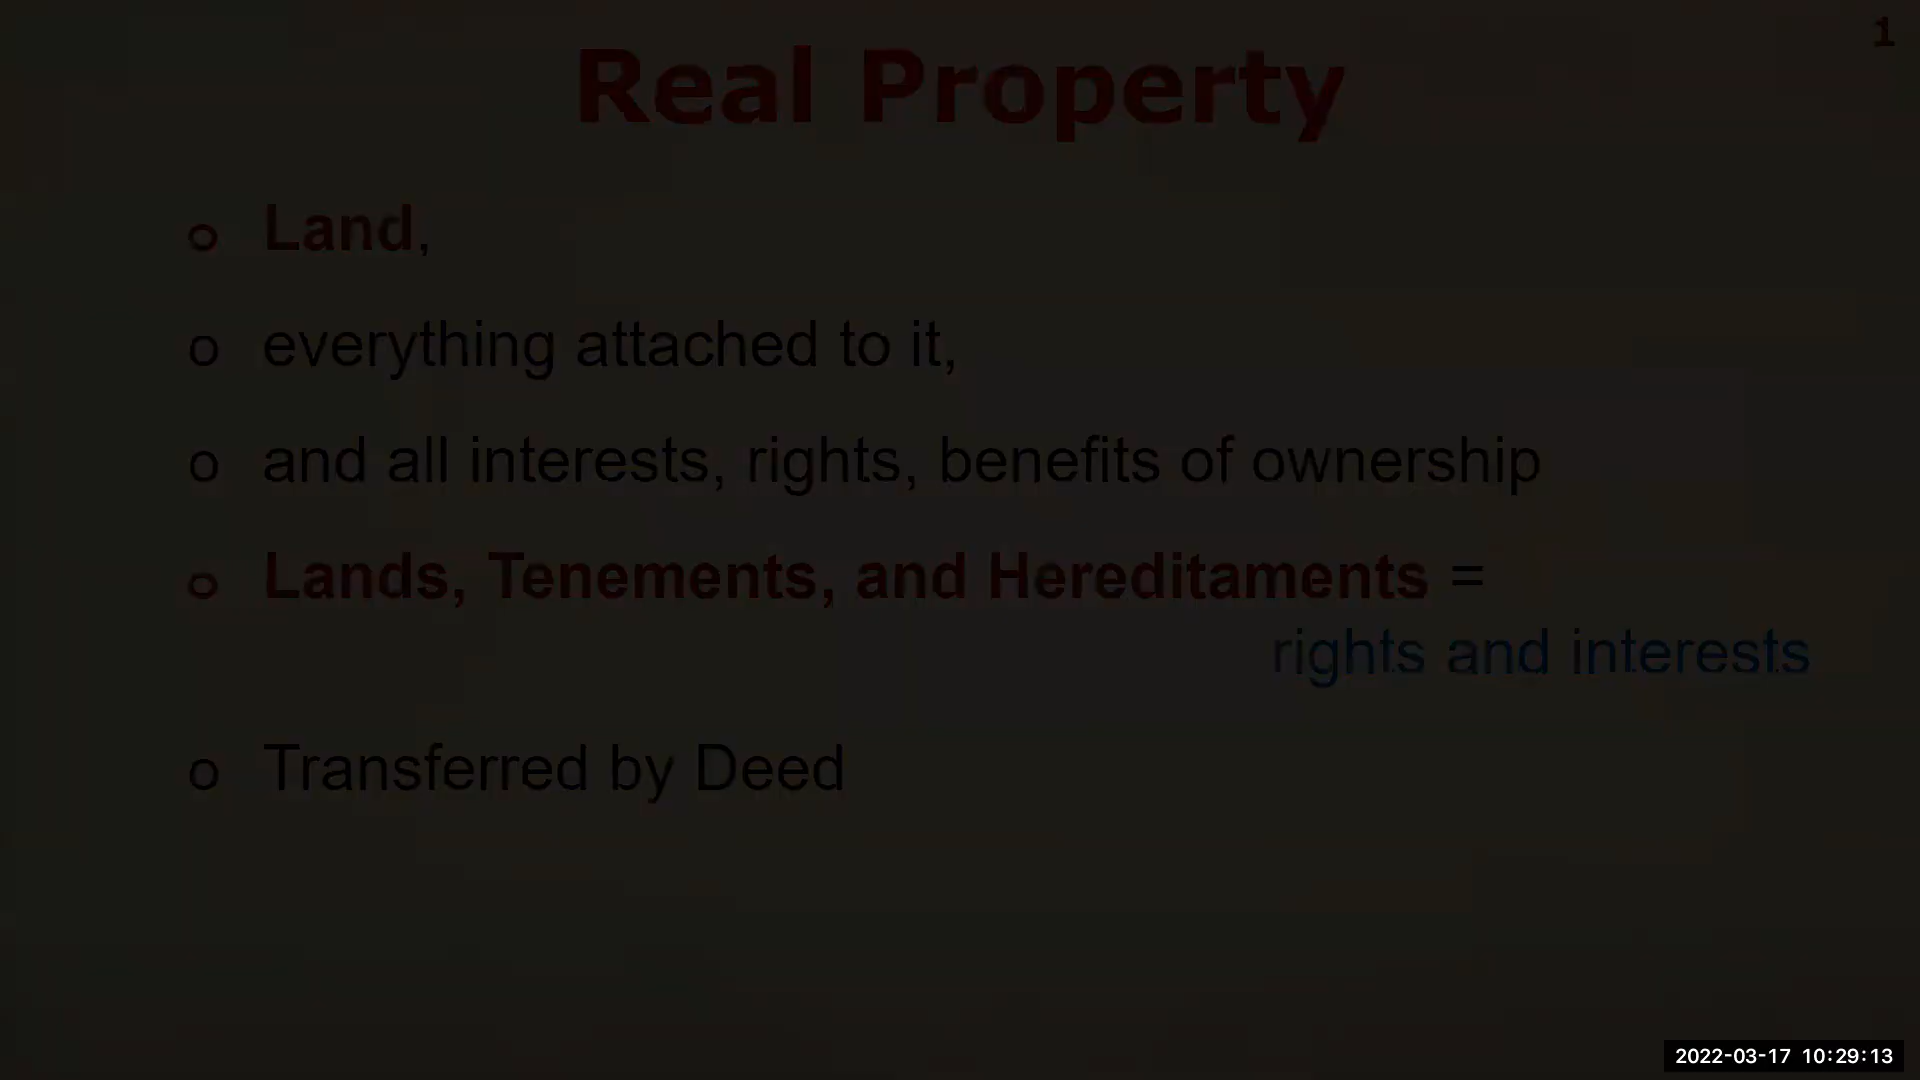 1
Real Property
o Land,
o everything attached to it,
o and all interests, rights, benefits of ownership
o Lands, Tenements, and Hereditaments =
rights and interests
o Transferred by Deed
2022-03-17 10:29:13